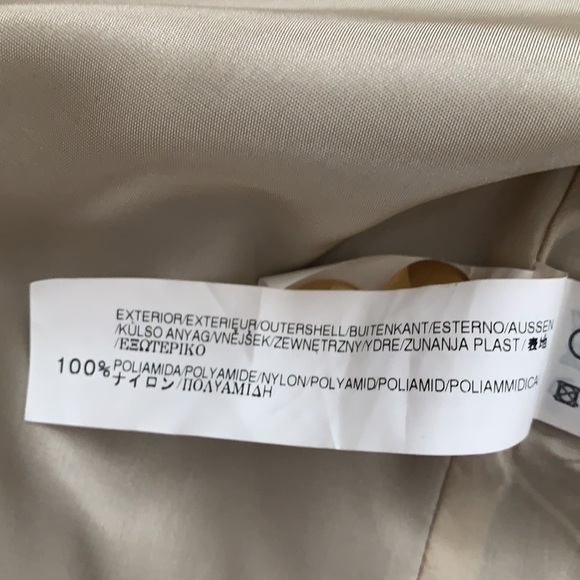 EXTERIOR/EXTERIEUR/OUTERSHELL/BUITENKANT/ESTERNO/AUSSEN
/KÜLSO ANYAG/VNĚJŠEK/ZEWNĘTRZNY/YDRE/ZUNANJA PLAST/表地
/ΕΞΩΤΕΡΙΚΟ
100% POLIAMIDA/POLYAMIDE/NYLON/POLYAMID/POLIAMID/POLIAMMIDICA
ナイロン/ΠΟΛΥΑΜΙΔΗ